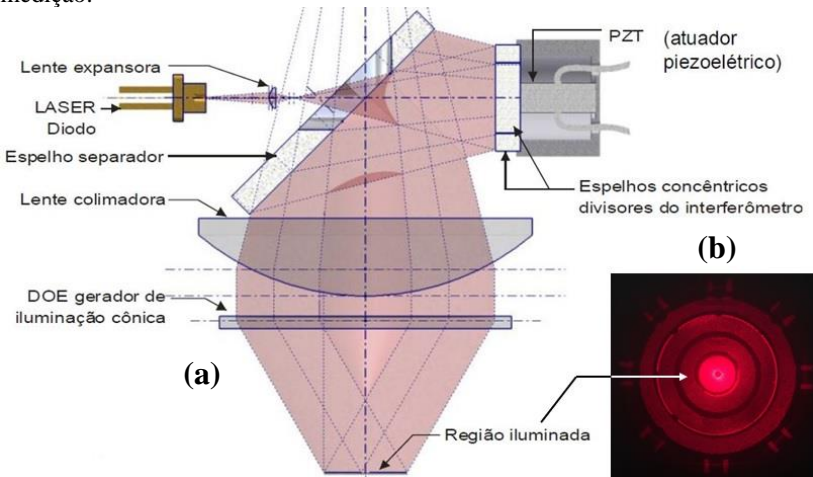 medição.
PZT
(atuador
piezoelétrico)
Lente expansora
LASER
Diodo
Espelho separador
Lente colimadora
Espelhos concêntricos
divisores do interferômetro
(b)
DOE gerador de
iluminação cônica
(a)
Região iluminada